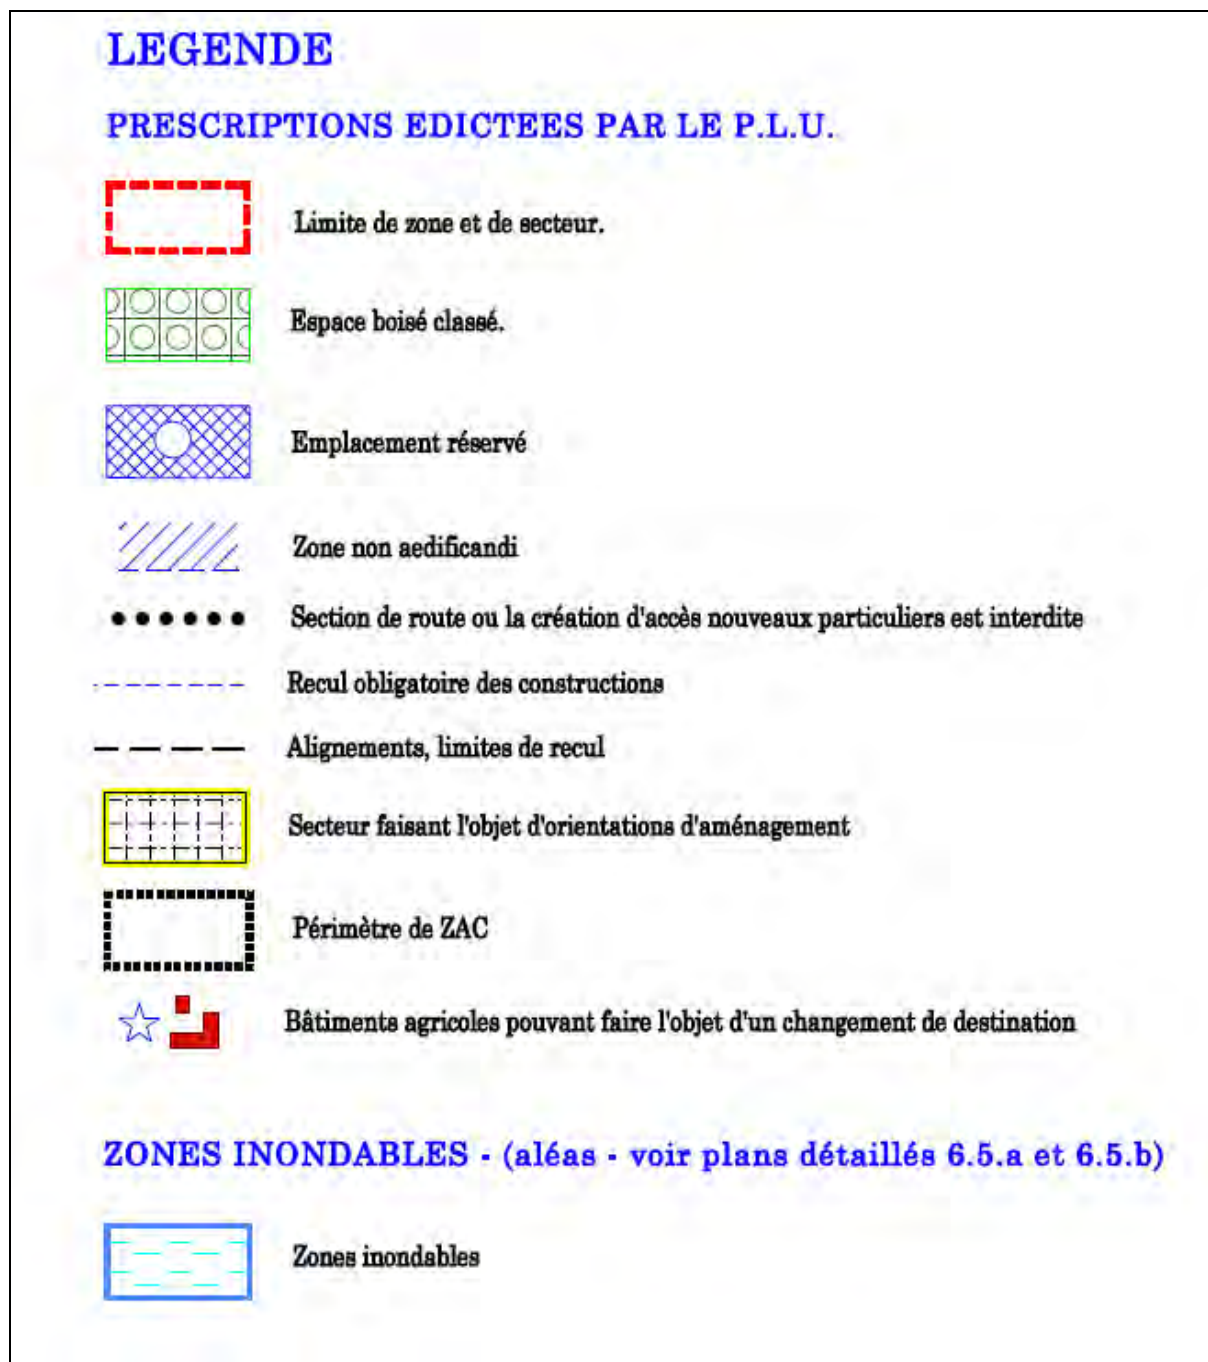 LEGENDE
PRESCRIPTIONS EDICTEES PAR LE P.L.U.
Limite de zone et de secteur.
Espace boisé classé.
Emplacement réservé
Zone non aedificandi
Section de route ou la création d'accès nouveaux particuliers est interdite
Recul obligatoire des constructions
Alignements, limites de recul
Secteur faisant l'objet d'orientations d'aménagement
Périmètre de ZAC
Bâtiments agricoles pouvant faire l'objet d'un changement de destination
ZONES INONDABLES - (aléas - voir plans détaillés 6.5.a et 6.5.b)
Zones inondables